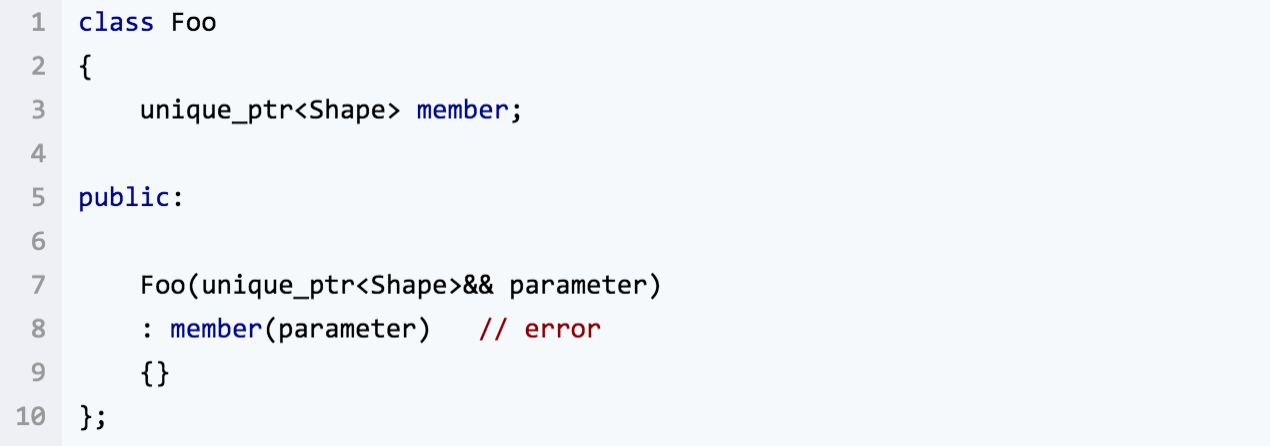 1 class Foo
2 {
3     unique_ptr<Shape> member;
4
5 public:
6
7     Foo(unique_ptr<Shape>&& parameter)
8     : member(parameter)   // error
9     {}
10 };